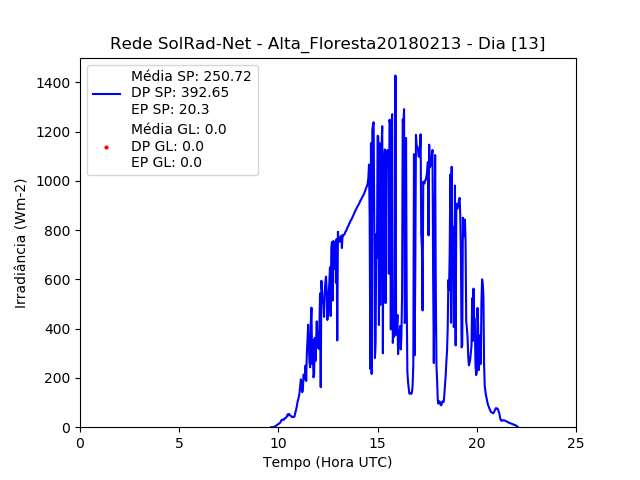 Rede SolRad-Net - Alta_Floresta20180213 - Dia [13]
Média SP: 250.72
DP SP: 392.65
EP SP: 20.3
Média GL: 0.0
DP GL: 0.0
EP GL: 0.0
1400
1200
1000
800
600
400
200
0
Irradiância (Wm-2)
0 5 10 15 20 25
Tempo (Hora UTC)